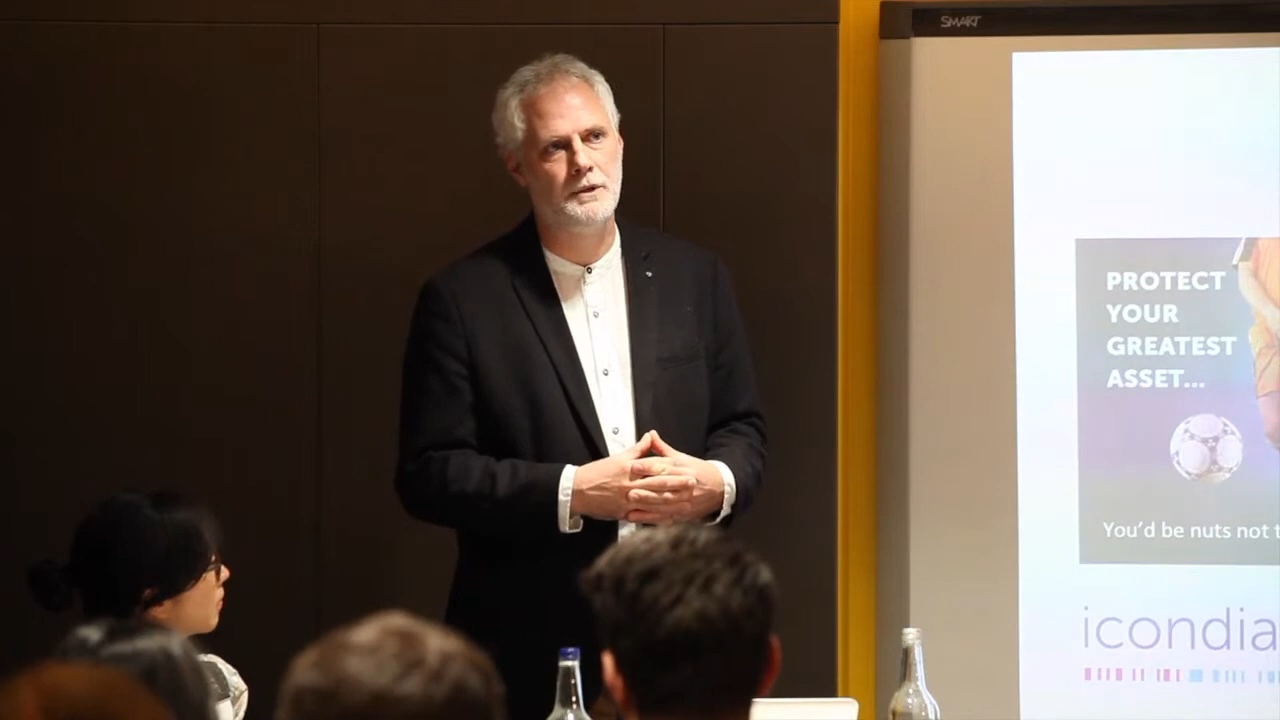 SMART
PROTECT
YOUR
GREATEST
ASSET...
You'd be nuts not t
icondia